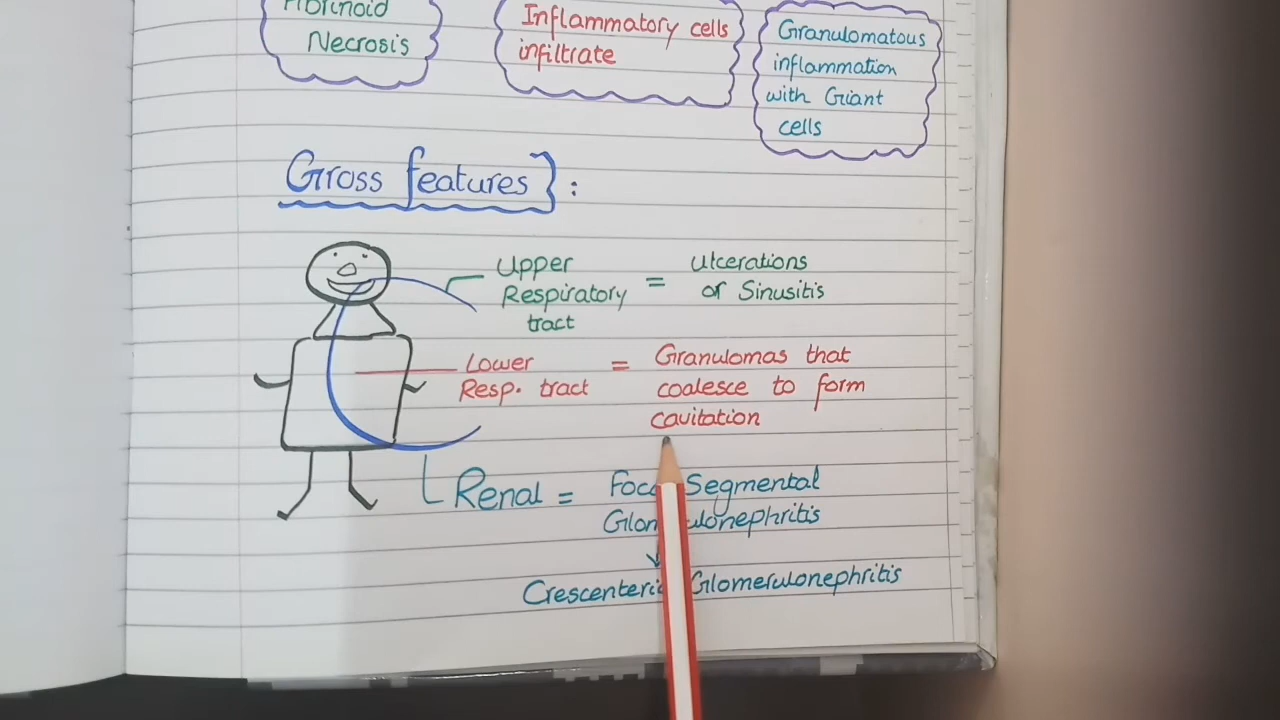 Fibrinoid
Necrosis
Inflammatory cells
infiltrate
Granulomatous
inflammation
with Giant
cells
Gross features} :
Upper
Respiratory
tract
= Ulcerations
or Sinusitis
Lower
Resp. tract
= Granulomas that
coalesce to form
cavitation
Renal =
Segmental
Crescenteric Glomerulonephritis